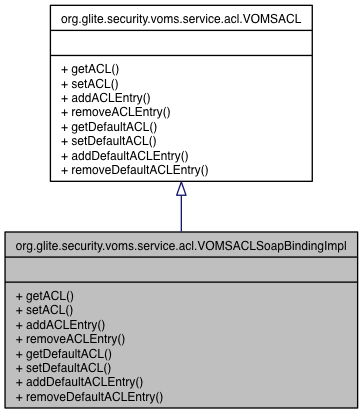 org.glite.security.voms.service.acl.VOMSACL
+ getACL()
+ setACL()
+ addACLEntry()
+ removeACLEntry()
+ getDefaultACL()
+ setDefaultACL()
+ addDefaultACLEntry()
+ removeDefaultACLEntry()
org.glite.security.voms.service.acl.VOMSACLSoapBindingImpl
+ getACL()
+ setACL()
+ addACLEntry()
+ removeACLEntry()
+ getDefaultACL()
+ setDefaultACL()
+ addDefaultACLEntry()
+ removeDefaultACLEntry()